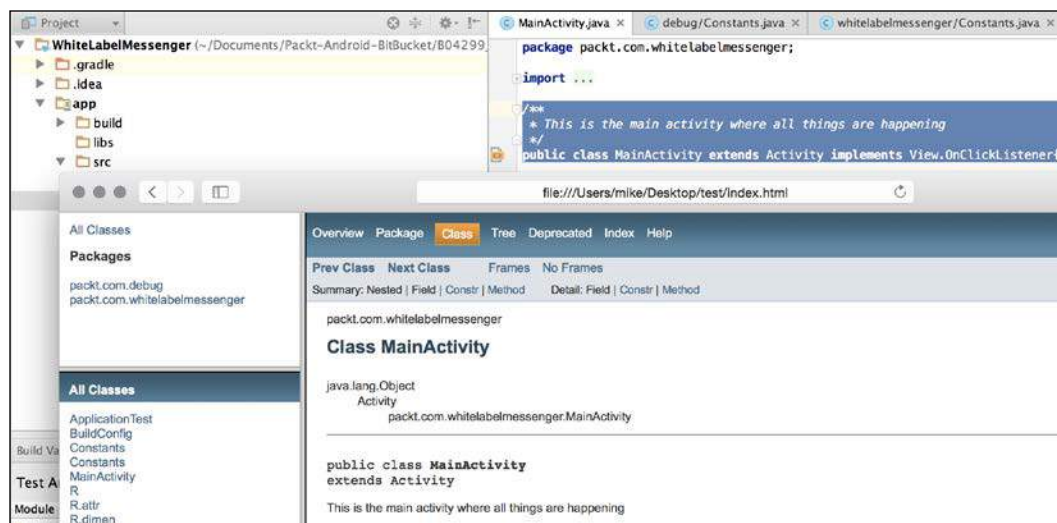 Project
WhiteLabelMessenger (~/Documents/Packt-Android-BitBucket/B04299_
.gradle
.idea
app
build
libs
src
MainActivity.java × debug/Constants.java × whitelabelmessenger/Constants.java ×
package packt.com.whitelabelmessenger;
import ...
/**
* This is the main activity where all things are happening
*/
public class MainActivity extends Activity implements View.OnClickListener{
file:///Users/mike/Desktop/test/index.html
All Classes
Packages
packt.com.debug
packt.com.whitelabelmessenger
All Classes
ApplicationTest
BuildConfig
Constants
Constants
MainActivity
R
R.attr
R.dimen
Overview Package Class Tree Deprecated Index Help
Prev Class Next Class Frames No Frames
Summary: Nested | Field | Constr | Method Detail: Field | Constr | Method
packt.com.whitelabelmessenger
Class MainActivity
java.lang.Object
Activity
packt.com.whitelabelmessenger.MainActivity
public class MainActivity
extends Activity
This is the main activity where all things are happening
Build Va
Test A
Module